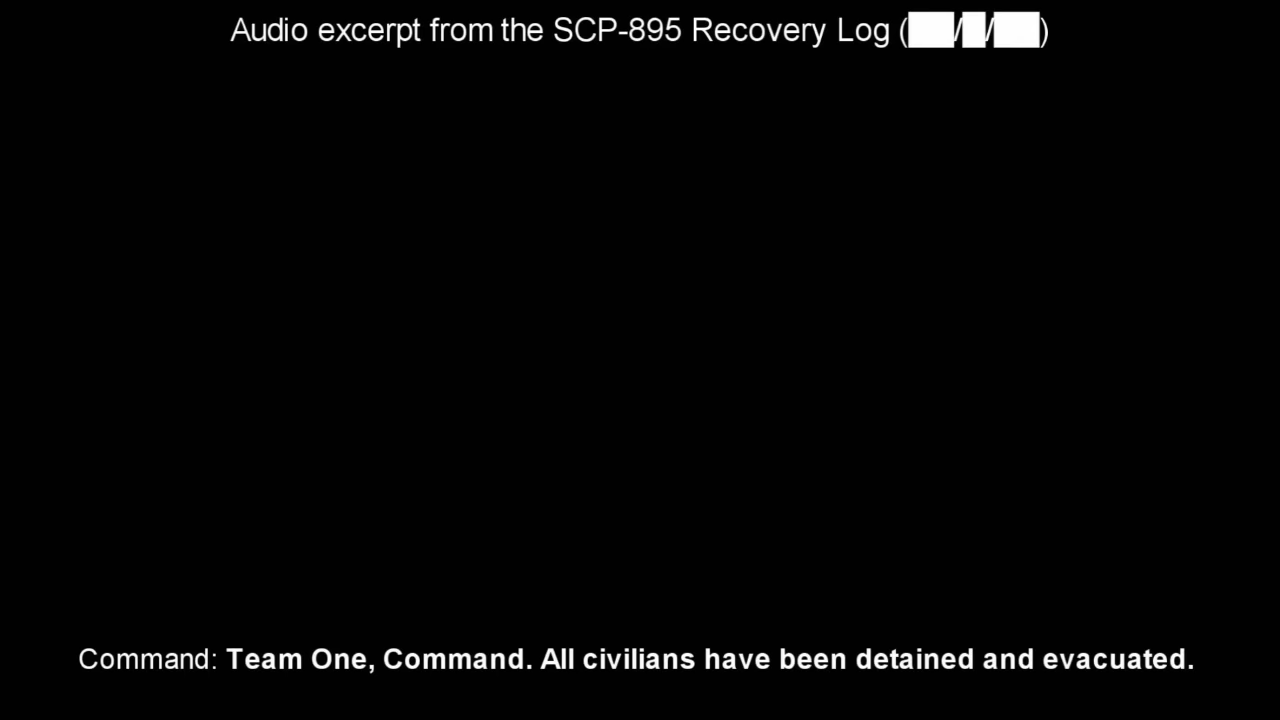 Audio excerpt from the SCP-895 Recovery Log (██/█/██)
Command: Team One, Command. All civilians have been detained and evacuated.